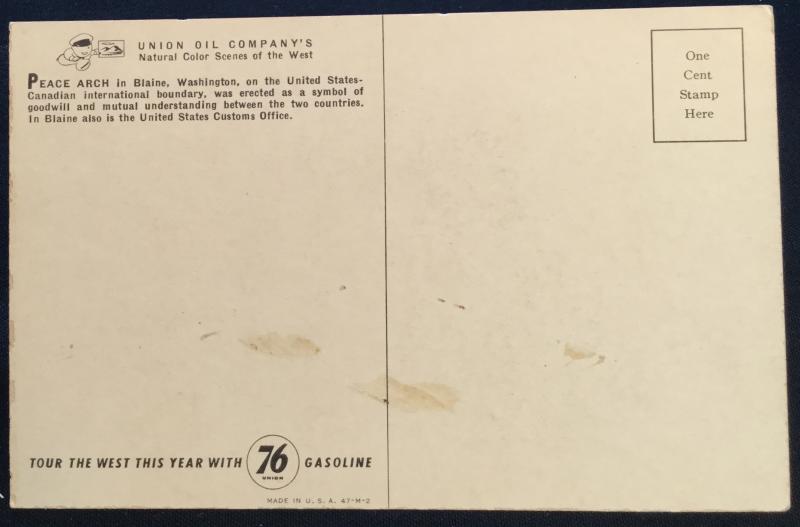 UNION OIL COMPANY'S
Natural Color Scenes of the West
PEACE ARCH in Blaine, Washington, on the United States-
Canadian international boundary, was erected as a symbol of
goodwill and mutual understanding between the two countries.
In Blaine also is the United States Customs Office.
One
Cent
Stamp
Here
TOUR THE WEST THIS YEAR WITH 76 GASOLINE
UNION
MADE IN U. S. A. 47-M-2